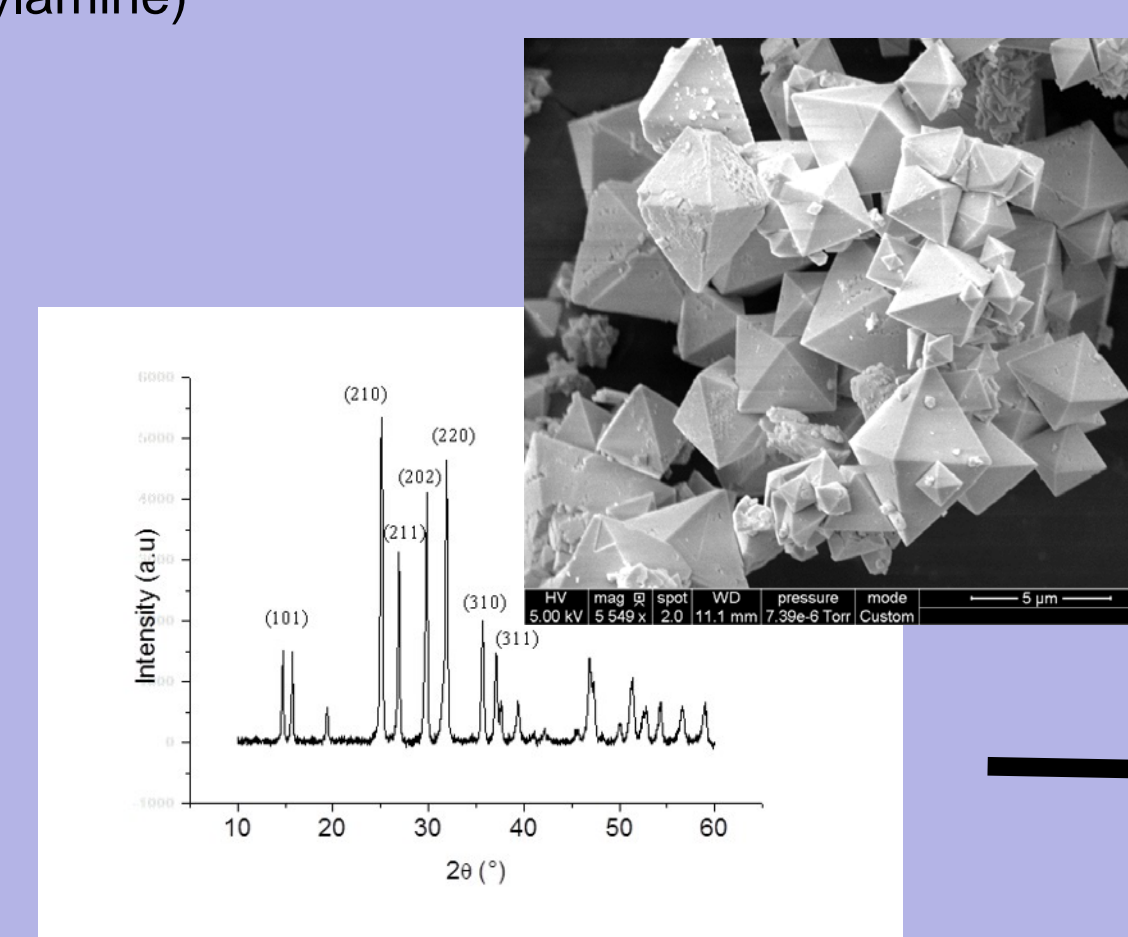 ylamine)
HV mag spot WD pressure mode
5.00 kV 5 549 x 2.0 11.1 mm 7.39e-6 Torr Custom
5 µm
6000
5000
4000
0
-1000
(210)
(220)
(202)
(211)
(101)
(310)
(311)
Intensity (a.u)
10 20 30 40 50 60
2θ (°)